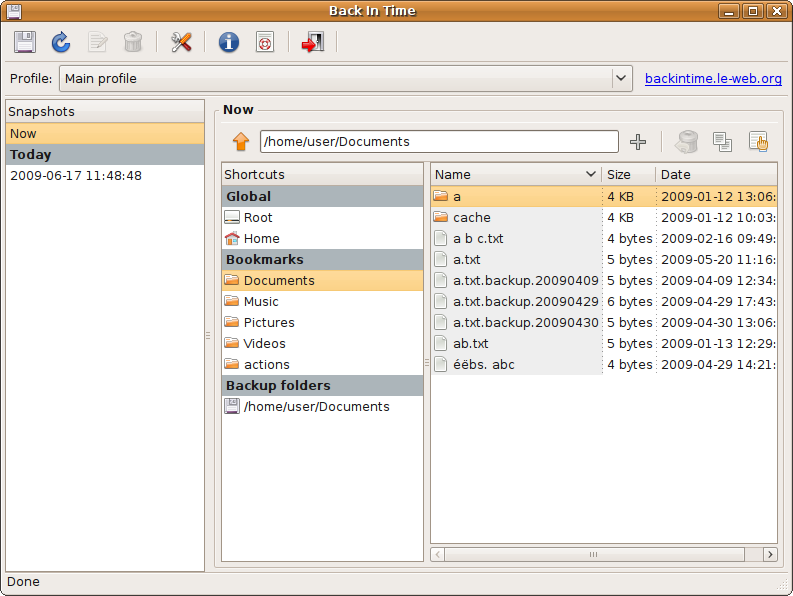 Back In Time
Profile: Main profile backintime.le-web.org
Snapshots
Now
Today
2009-06-17 11:48:48
Now
/home/user/Documents
Shortcuts
Global
Root
Home
Bookmarks
Documents
Music
Pictures
Videos
actions
Backup folders
/home/user/Documents
Name Size Date
a 4 KB 2009-01-12 13:06:
cache 4 KB 2009-01-12 10:03:
a b c.txt 4 bytes 2009-02-16 09:49:
a.txt 5 bytes 2009-05-20 11:16:
a.txt.backup.20090409 5 bytes 2009-04-09 12:34:
a.txt.backup.20090429 6 bytes 2009-04-29 17:43:
a.txt.backup.20090430 5 bytes 2009-04-30 13:06:
ab.txt 5 bytes 2009-01-13 12:29:
éëbs. abc 4 bytes 2009-04-29 14:21:
Done